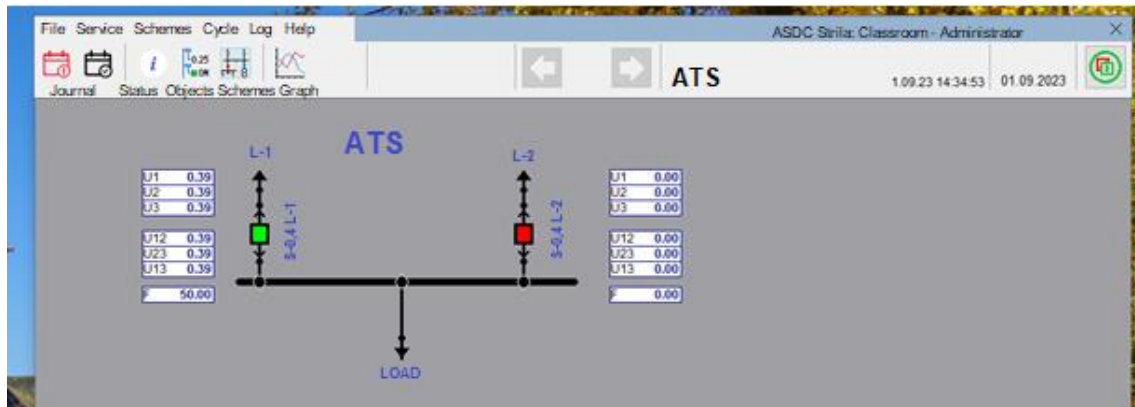 File Service Schemes Cycle Log Help
ASDC Strila: Classroom - Administrator
Journal Status Objects Schemes Graph
ATS
1.09.23 14:34:53 01.09.2023
ATS
L-1
L-2
U1 0.39
U2 0.39
U3 0.39
U12 0.39
U23 0.39
U13 0.39
F 50.00
S-0,4 L-1
S-0,4 L-2
U1 0.00
U2 0.00
U3 0.00
U12 0.00
U23 0.00
U13 0.00
F 0.00
LOAD